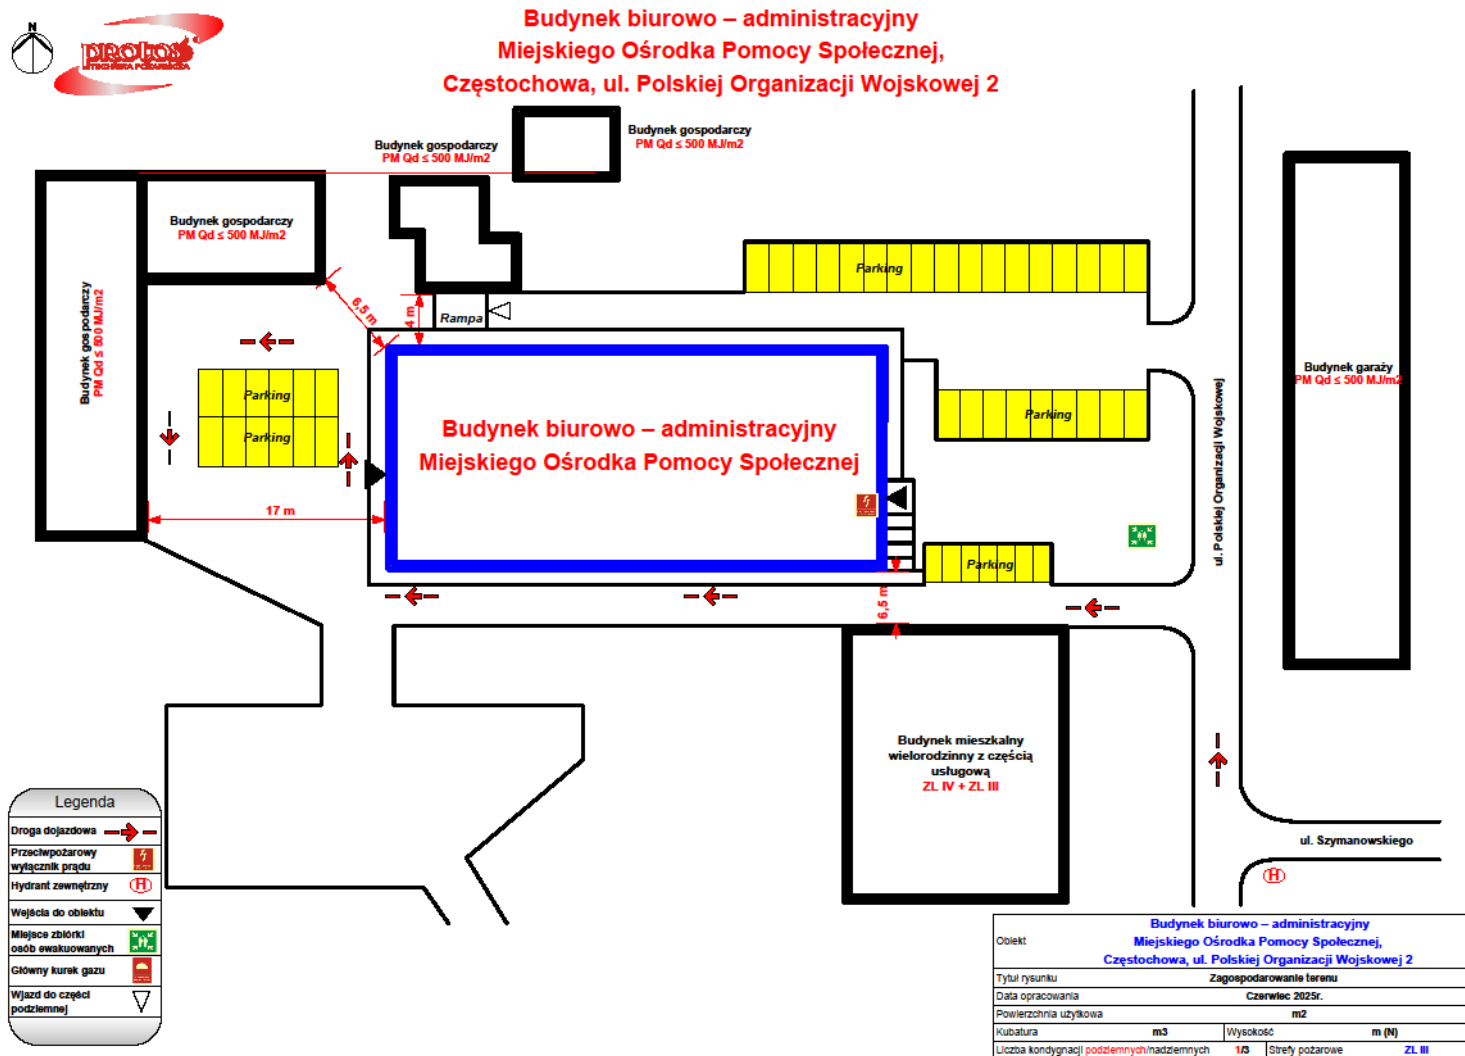 Budynek biurowo – administracyjny
Miejskiego Ośrodka Pomocy Społecznej,
Częstochowa, ul. Polskiej Organizacji Wojskowej 2
N
protos
TECHNIKA POŻARNICZA
Budynek gospodarczy
PM Qd ≤ 500 MJ/m2
Budynek gospodarczy
PM Qd ≤ 500 MJ/m2
Budynek gospodarczy
PM Qd ≤ 500 MJ/m2
Budynek gospodarczy
PM Qd ≤ 500 MJ/m2
6,5 m
4 m
Rampa
Parking
Parking
Parking
Parking
Parking
Budynek biurowo – administracyjny
Miejskiego Ośrodka Pomocy Społecznej
17 m
6,5 m
ul. Polskiej Organizacji Wojskowej
Budynek garaży
PM Qd ≤ 500 MJ/m2
Budynek mieszkalny
wielorodzinny z częścią
usługową
ZL IV + ZL III
ul. Szymanowskiego
H
Legenda
Droga dojazdowa
Przeciwpożarowy
wyłącznik prądu
Hydrant zewnętrzny H
Wejścia do obiektu
Miejsce zbiórki
osób ewakuowanych
Główny kurek gazu
Wjazd do części
podziemnej
Obiekt
Budynek biurowo – administracyjny
Miejskiego Ośrodka Pomocy Społecznej,
Częstochowa, ul. Polskiej Organizacji Wojskowej 2
Tytuł rysunku Zagospodarowanie terenu
Data opracowania Czerwiec 2025r.
Powierzchnia użytkowa m2
Kubatura m3 Wysokość m (N)
Liczba kondygnacji podziemnych/nadziemnych 1/3 Strefy pożarowe ZL III